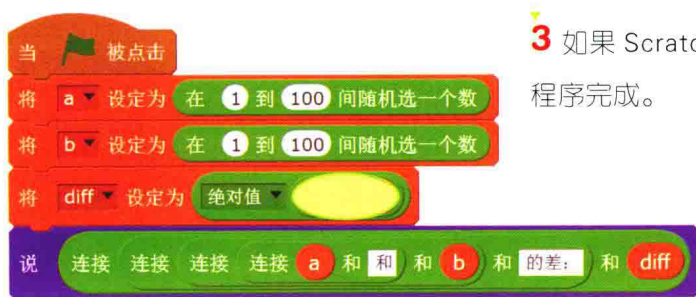 当 被点击
将 a 设定为 在 1 到 100 间随机选一个数
将 b 设定为 在 1 到 100 间随机选一个数
将 diff 设定为 绝对值
说 连接 连接 连接 连接 a 和 和 和 b 和 的差: 和 diff
3 如果 Scratc
程序完成。